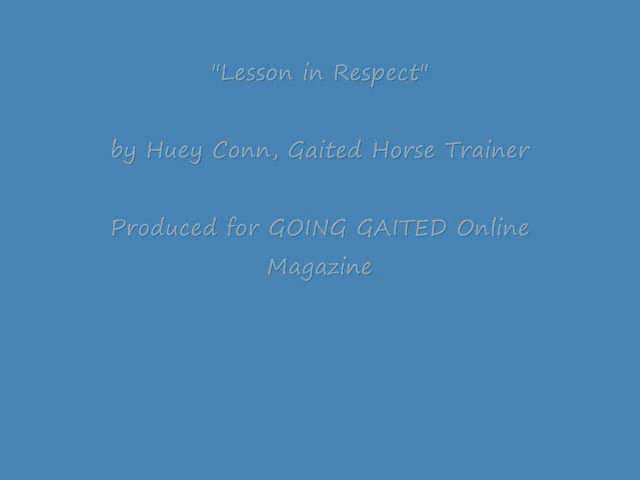 "Lesson in Respect"
by Huey Conn, Gaited Horse Trainer
Produced for GOING GAITED Online
Magazine